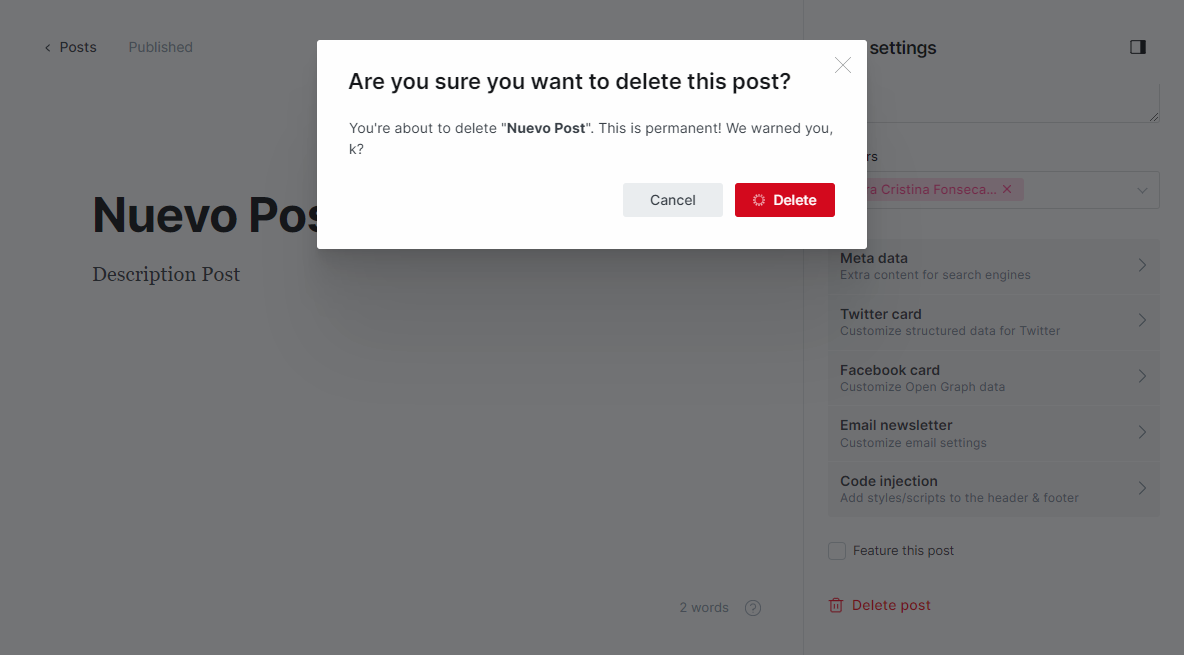 Posts
Published
settings
Are you sure you want to delete this post?
You're about to delete "Nuevo Post". This is permanent! We warned you,
k?
Cancel
Delete
Nuevo Pos
Description Post
rs
ra Cristina Fonseca...
Meta data
Extra content for search engines
Twitter card
Customize structured data for Twitter
Facebook card
Customize Open Graph data
Email newsletter
Customize email settings
Code injection
Add styles/scripts to the header & footer
Feature this post
2 words
?
Delete post